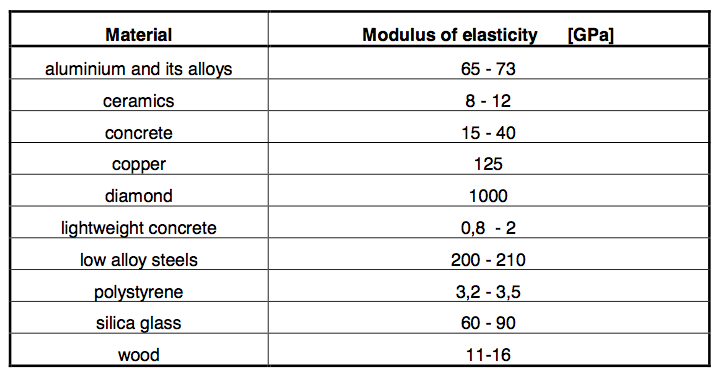 Material Modulus of elasticity [GPa]
aluminium and its alloys 65 - 73
ceramics 8 - 12
concrete 15 - 40
copper 125
diamond 1000
lightweight concrete 0,8 - 2
low alloy steels 200 - 210
polystyrene 3,2 - 3,5
silica glass 60 - 90
wood 11-16